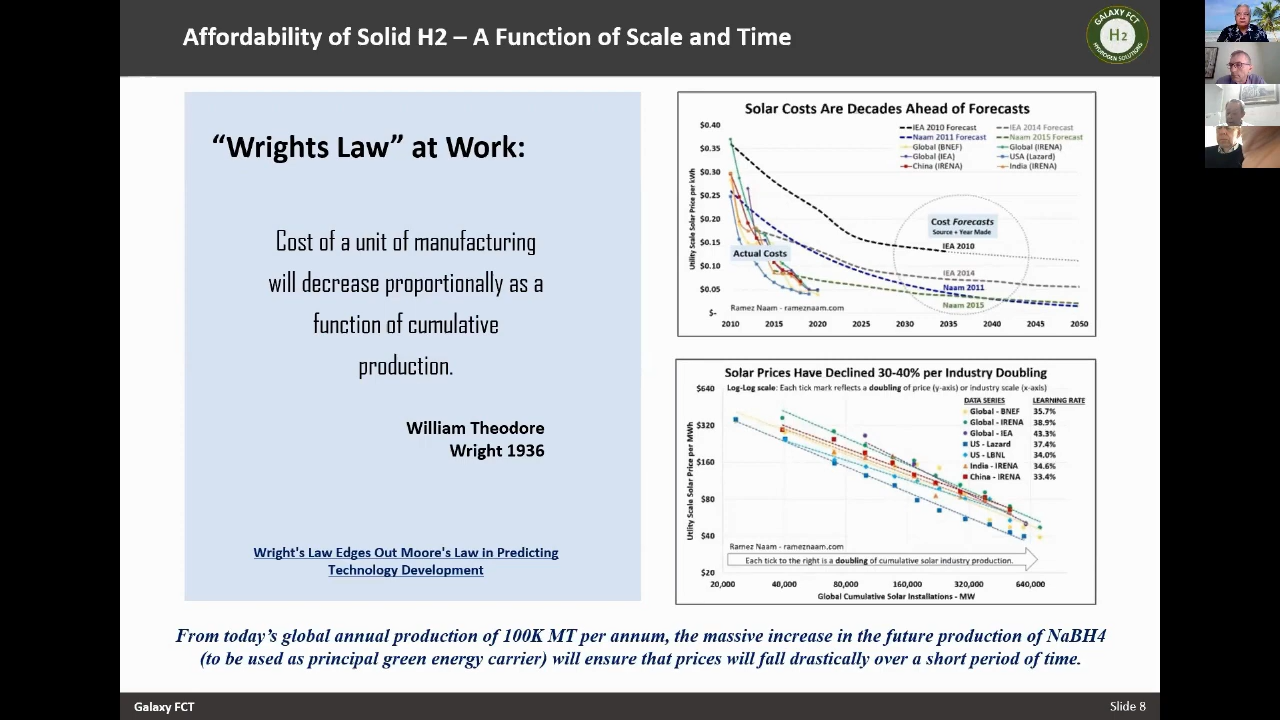 Affordability of Solid H2 – A Function of Scale and Time
GALAXY FCT
H2
HYDROGEN SOLUTIONS
“Wrights Law” at Work:
Cost of a unit of manufacturing
will decrease proportionally as a
function of cumulative
production.
William Theodore
Wright 1936
Wright's Law Edges Out Moore's Law in Predicting
Technology Development
Solar Costs Are Decades Ahead of Forecasts
Utility Scale Solar Price per kWh
$0.40
$0.35
$0.30
$0.25
$0.20
$0.15
$0.10
$0.05
$-
IEA 2010 Forecast
IEA 2014 Forecast
Naam 2011 Forecast
Naam 2015 Forecast
Global (BNEF)
Global (IRENA)
Global (IEA)
USA (Lazard)
China (IRENA)
India (IRENA)
Cost Forecasts
Source + Year Made
Actual Costs
IEA 2010
IEA 2014
Naam 2011
Naam 2015
Ramez Naam - rameznaam.com
2010 2015 2020 2025 2030 2035 2040 2045 2050
Solar Prices Have Declined 30-40% per Industry Doubling
Log-Log scale: Each tick mark reflects a doubling of price (y-axis) or industry scale (x-axis)
Utility Scale Solar Price per MWh
$640
$320
$160
$80
$40
$20
DATA SERIES LEARNING RATE
Global - BNEF 35.7%
Global - IRENA 38.9%
Global - IEA 43.3%
US - Lazard 37.4%
US - LBNL 34.0%
India - IRENA 34.6%
China - IRENA 33.4%
Ramez Naam - rameznaam.com
Each tick to the right is a doubling of cumulative solar industry production.
20,000 40,000 80,000 160,000 320,000 640,000
Global Cumulative Solar Installations - MW
From today’s global annual production of 100K MT per annum, the massive increase in the future production of NaBH4
(to be used as principal green energy carrier) will ensure that prices will fall drastically over a short period of time.
Galaxy FCT
Slide 8